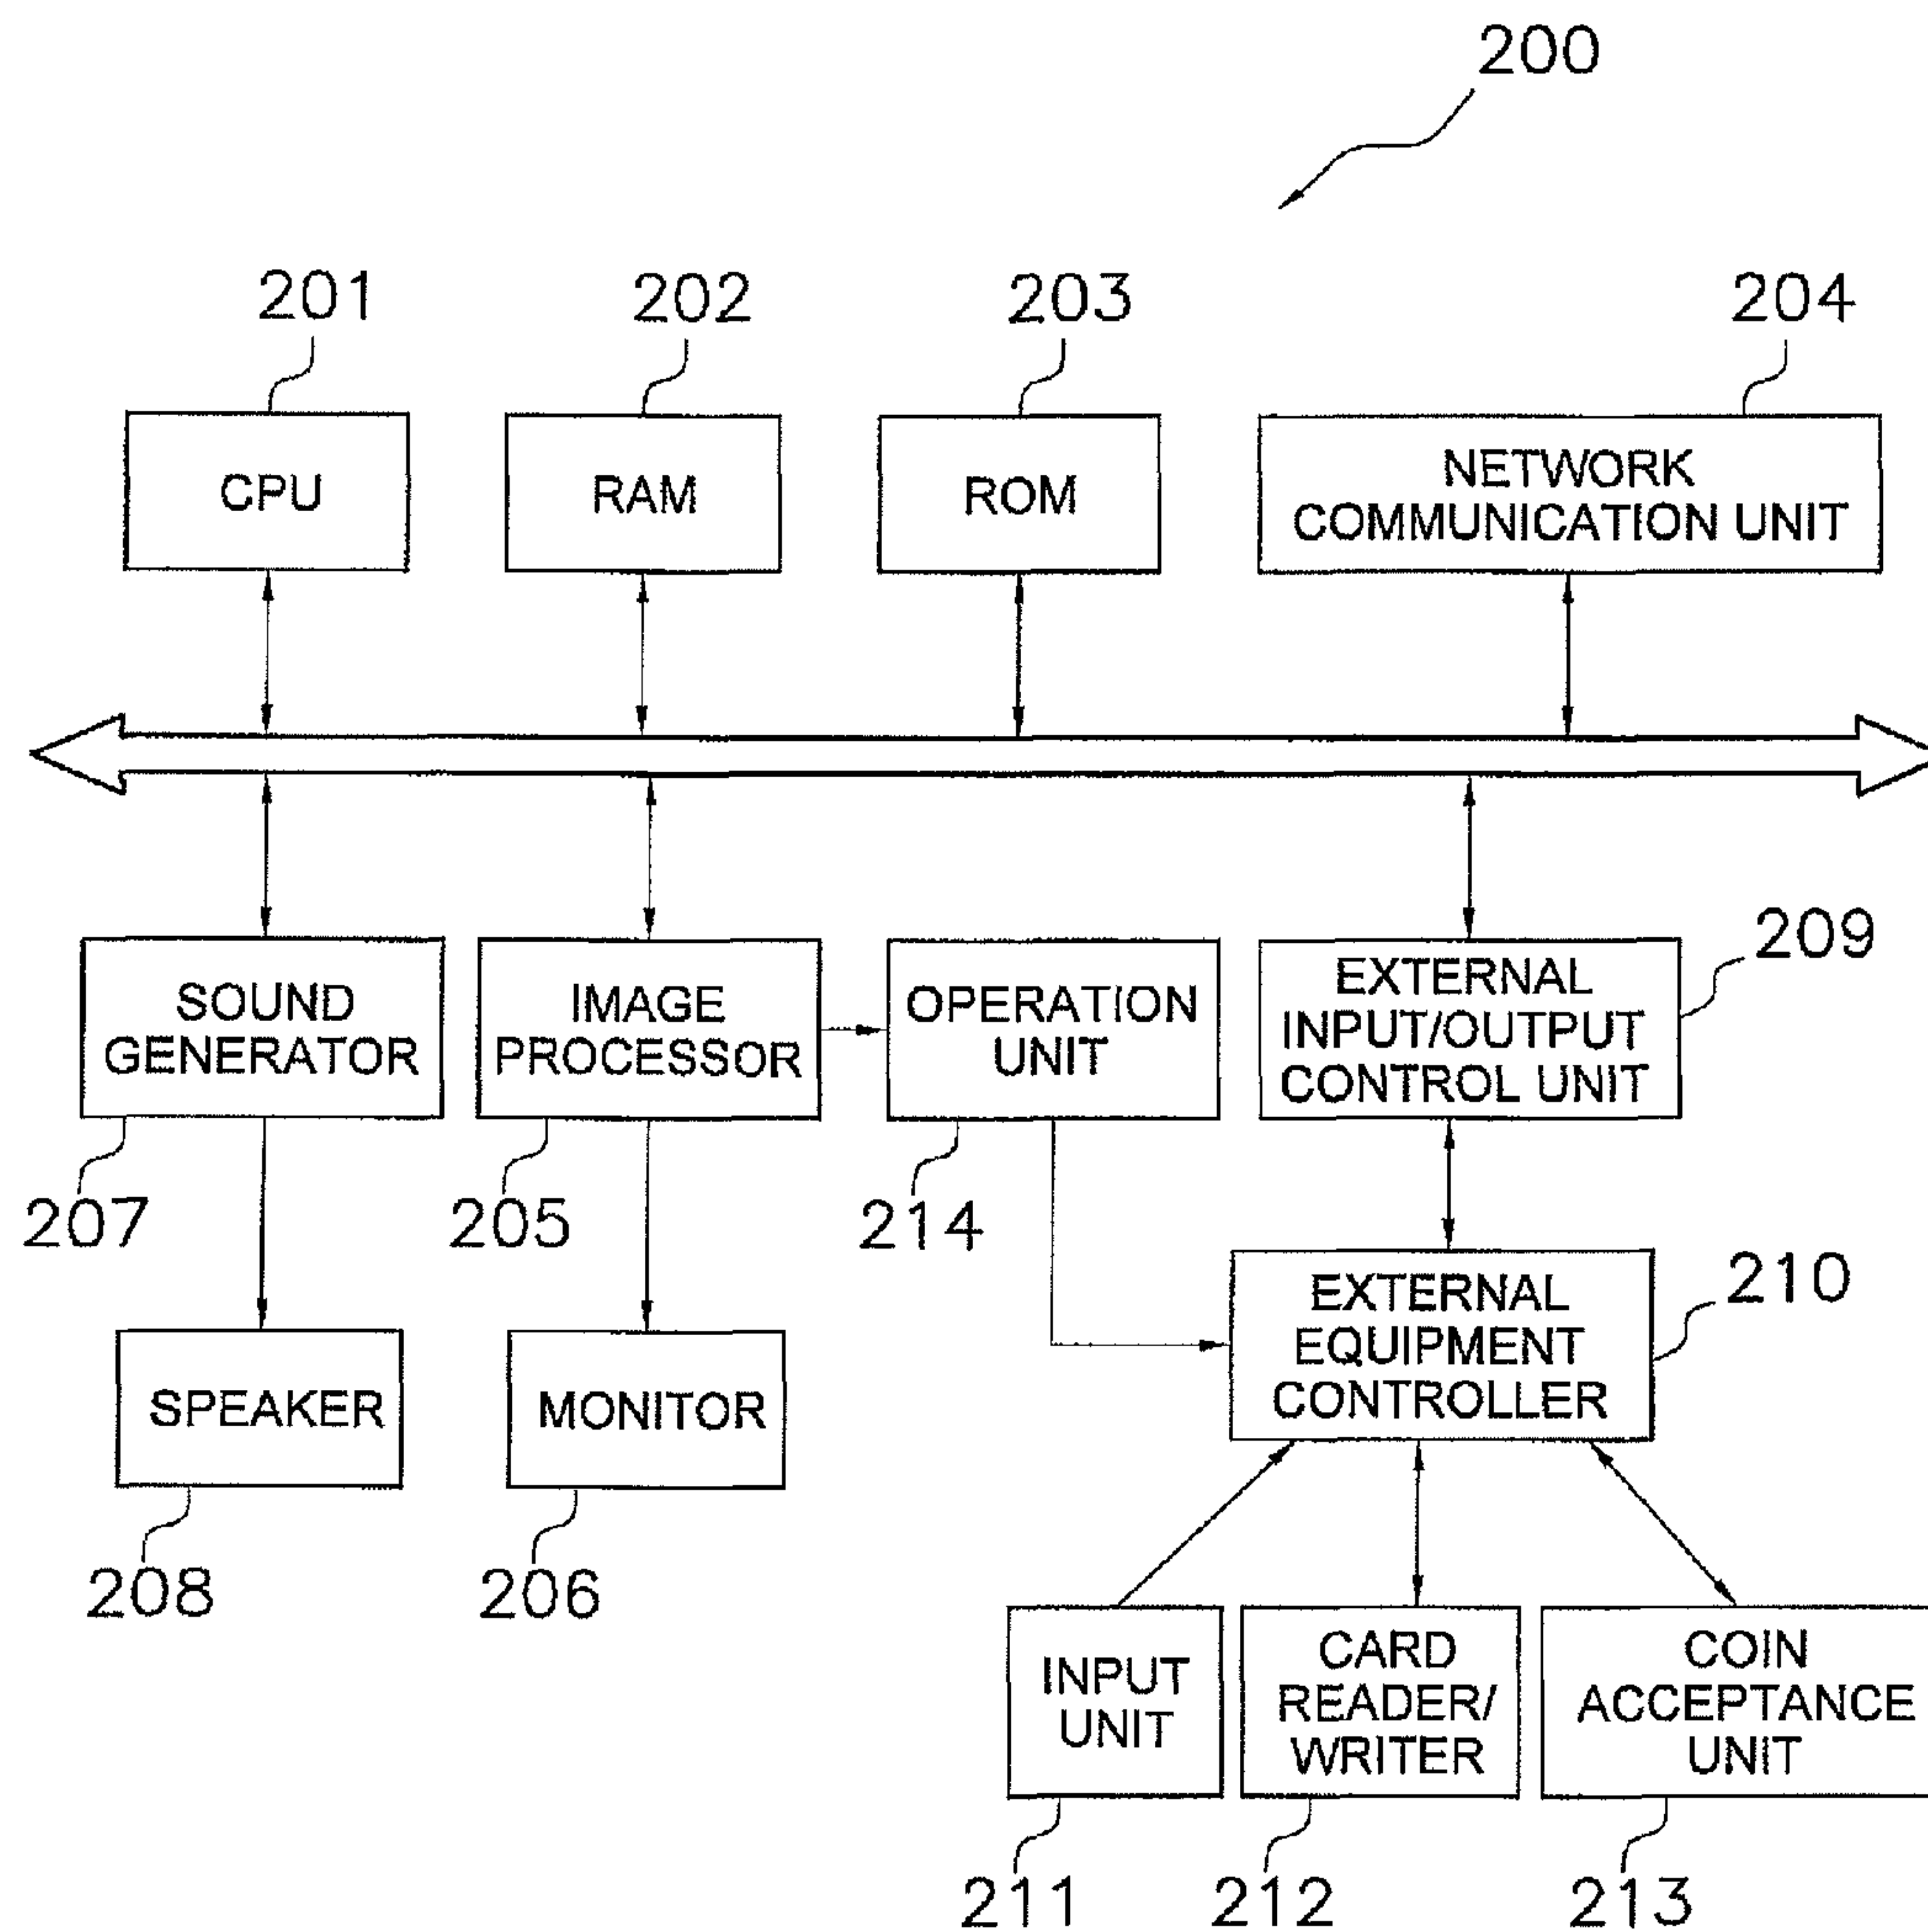 200
201
202
203
204
CPU
RAM
ROM
NETWORK
COMMUNICATION UNIT
SOUND
GENERATOR
IMAGE
PROCESSOR
OPERATION
UNIT
EXTERNAL
INPUT/OUTPUT
CONTROL UNIT
209
207
205
214
SPEAKER
MONITOR
EXTERNAL
EQUIPMENT
CONTROLLER
210
208
206
INPUT
UNIT
CARD
READER/
WRITER
COIN
ACCEPTANCE
UNIT
211
212
213